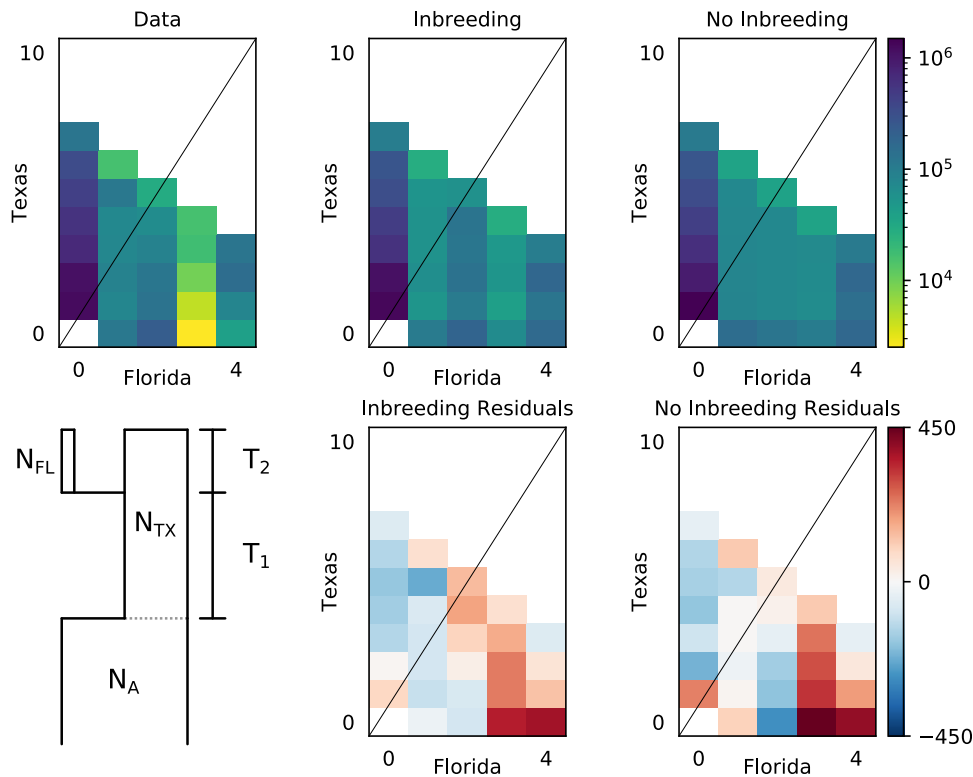 Data
Inbreeding
No Inbreeding
10
0
Texas
0
4
Florida
10
0
Texas
0
4
Florida
10
0
Texas
0
4
Florida
10⁶
10⁵
10⁴
N_FL
N_TX
N_A
T₂
T₁
Inbreeding Residuals
No Inbreeding Residuals
10
0
Texas
0
4
Florida
10
0
Texas
0
4
Florida
450
0
−450